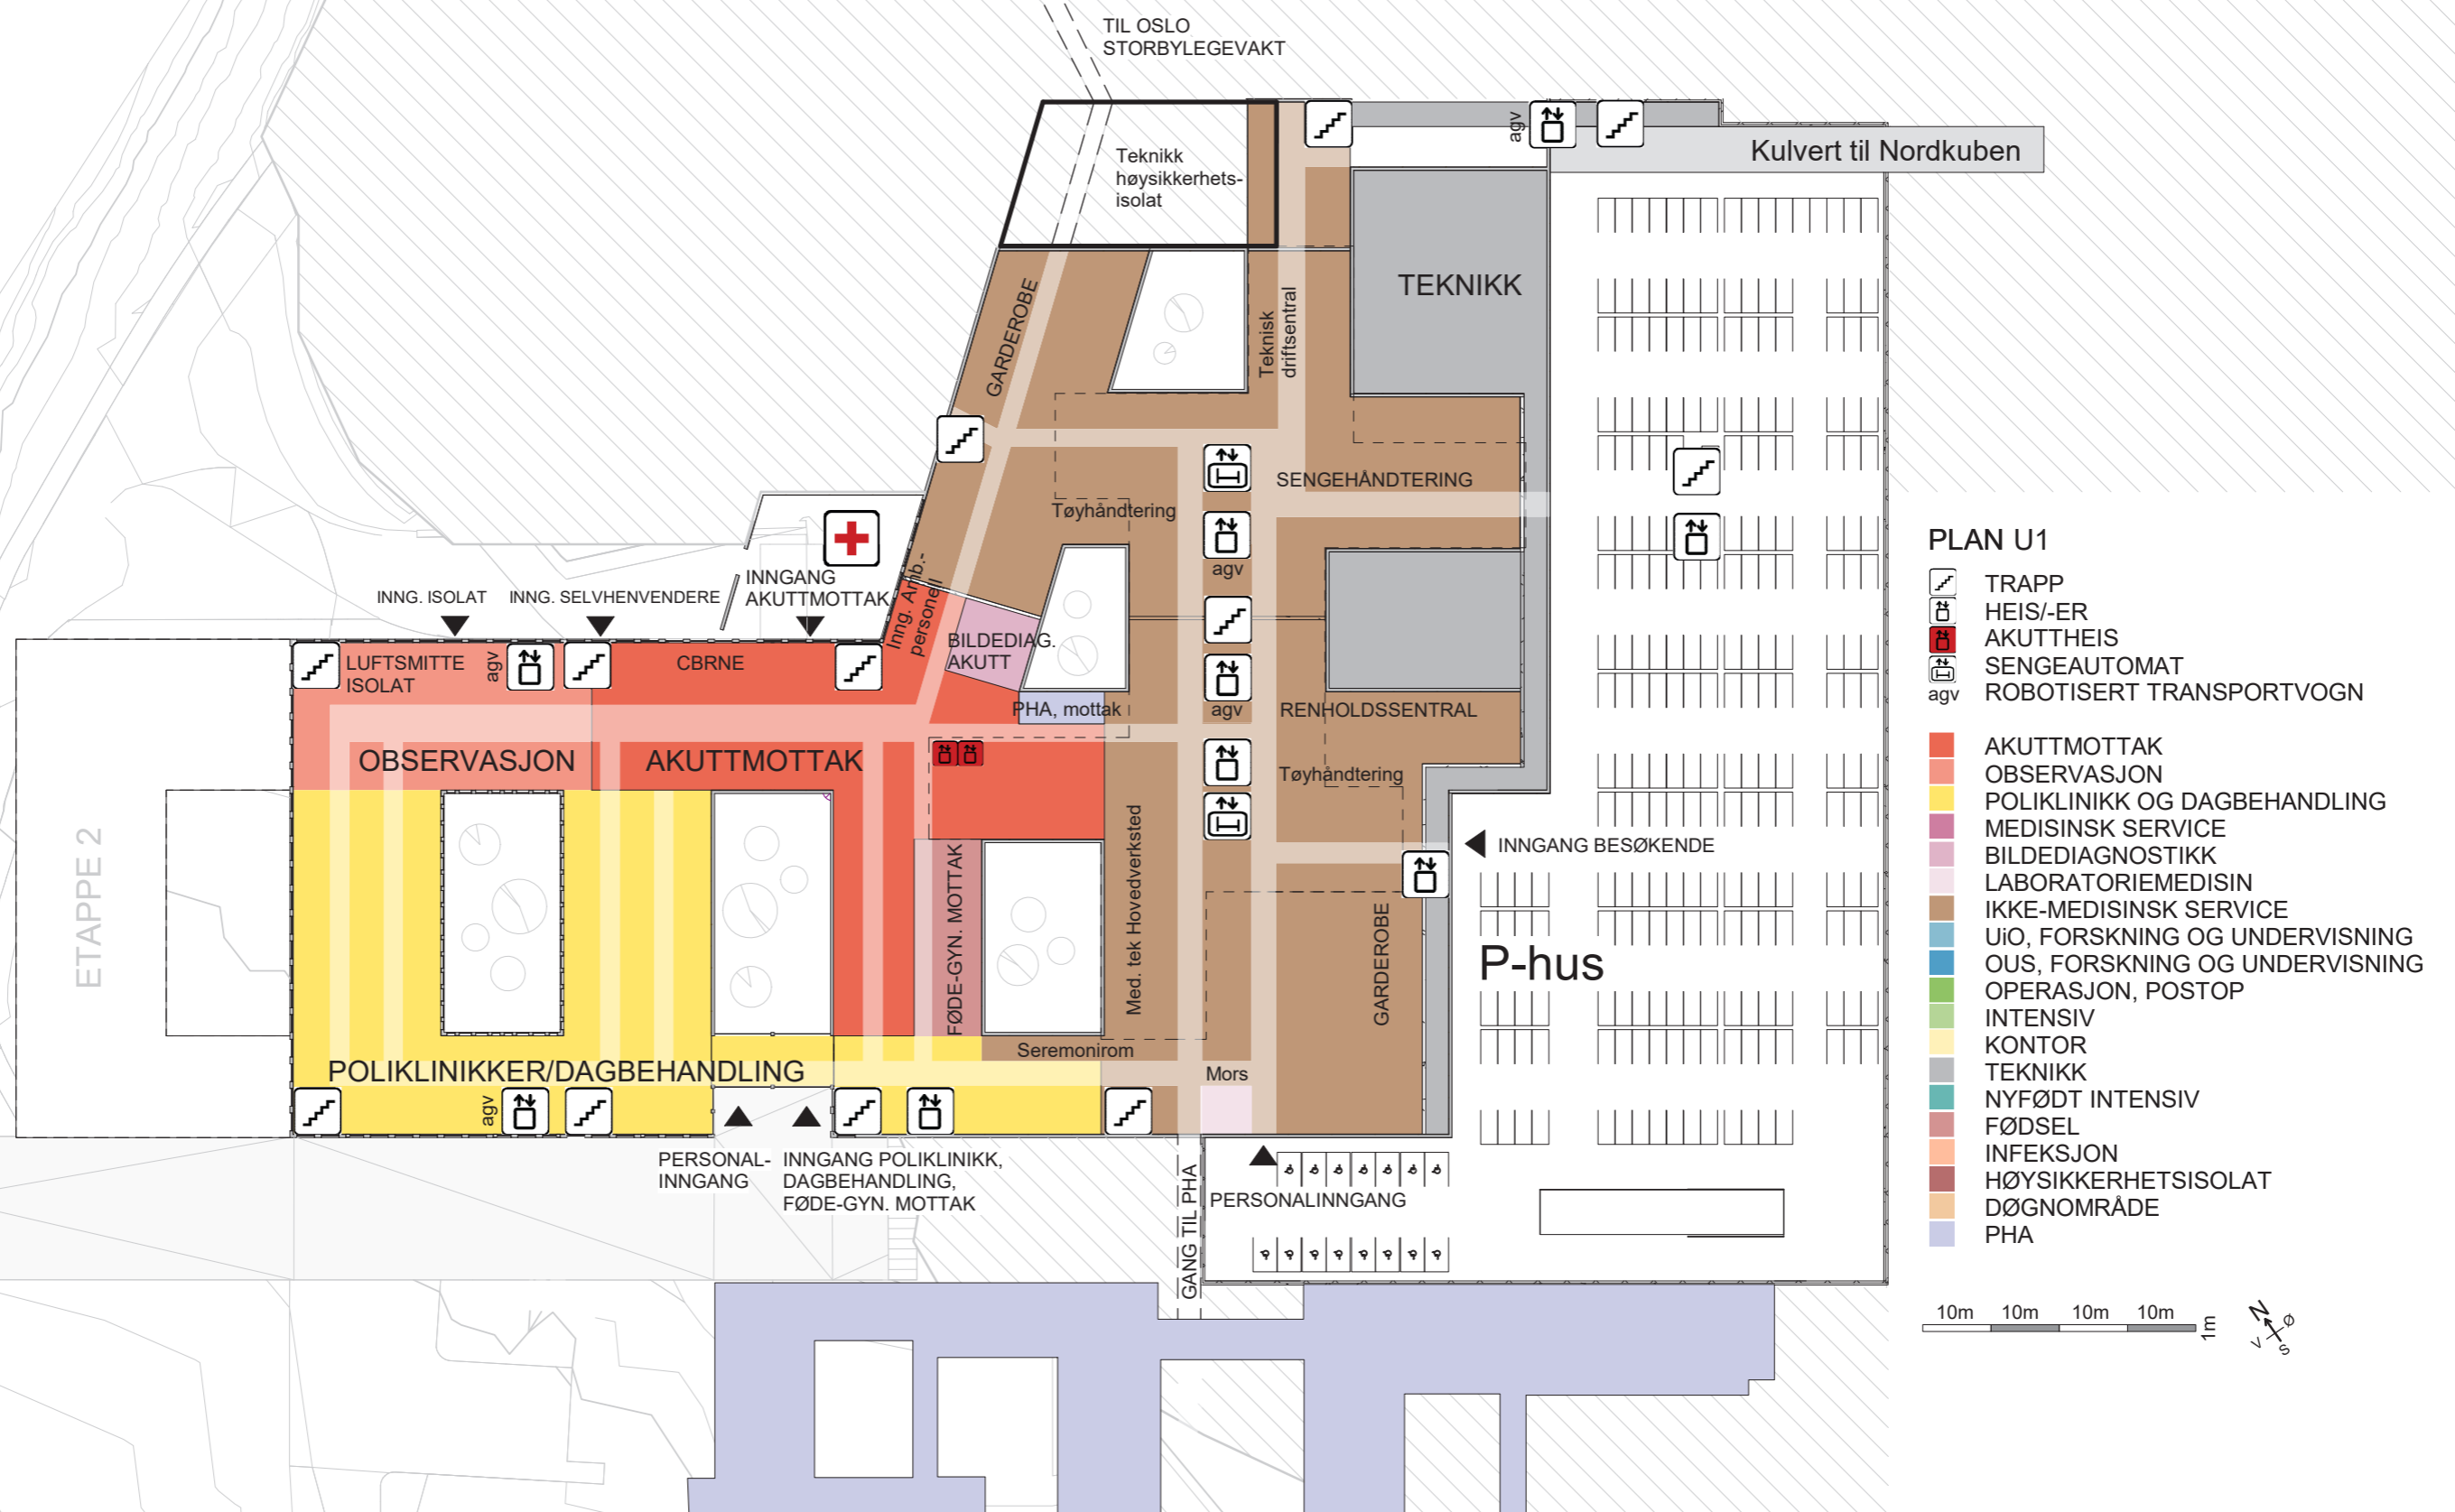 TIL OSLO
STORBYLEGEVAKT
agv
Kulvert til Nordkuben
Teknikk
høysikkerhets-
isolat
TEKNIKK
GARDEROBE
Teknisk
driftsentral
SENGEHÅNDTERING
Tøyhåndtering
agv
INNGANG
AKUTTMOTTAK
INNG. ISOLAT
INNG. SELVHENVENDERE
Inng. Amb.-
personell
BILDEDIAG.
AKUTT
LUFTSMITTE
ISOLAT
agv
CBRNE
PHA, mottak
agv
RENHOLDSSENTRAL
OBSERVASJON
AKUTTMOTTAK
Tøyhåndtering
ETAPPE 2
FØDE-GYN. MOTTAK
Med. tek Hovedverksted
GARDEROBE
INNGANG BESØKENDE
P-hus
Seremonirom
POLIKLINIKKER/DAGBEHANDLING
Mors
agv
PERSONAL-
INNGANG
INNGANG POLIKLINIKK,
DAGBEHANDLING,
FØDE-GYN. MOTTAK
GANG TIL PHA
PERSONALINNGANG
PLAN U1
TRAPP
HEIS/-ER
AKUTTHEIS
SENGEAUTOMAT
agv ROBOTISERT TRANSPORTVOGN
AKUTTMOTTAK
OBSERVASJON
POLIKLINIKK OG DAGBEHANDLING
MEDISINSK SERVICE
BILDEDIAGNOSTIKK
LABORATORIEMEDISIN
IKKE-MEDISINSK SERVICE
UiO, FORSKNING OG UNDERVISNING
OUS, FORSKNING OG UNDERVISNING
OPERASJON, POSTOP
INTENSIV
KONTOR
TEKNIKK
NYFØDT INTENSIV
FØDSEL
INFEKSJON
HØYSIKKERHETSISOLAT
DØGNOMRÅDE
PHA
10m 10m 10m 10m
1m
N
Ø
V
S